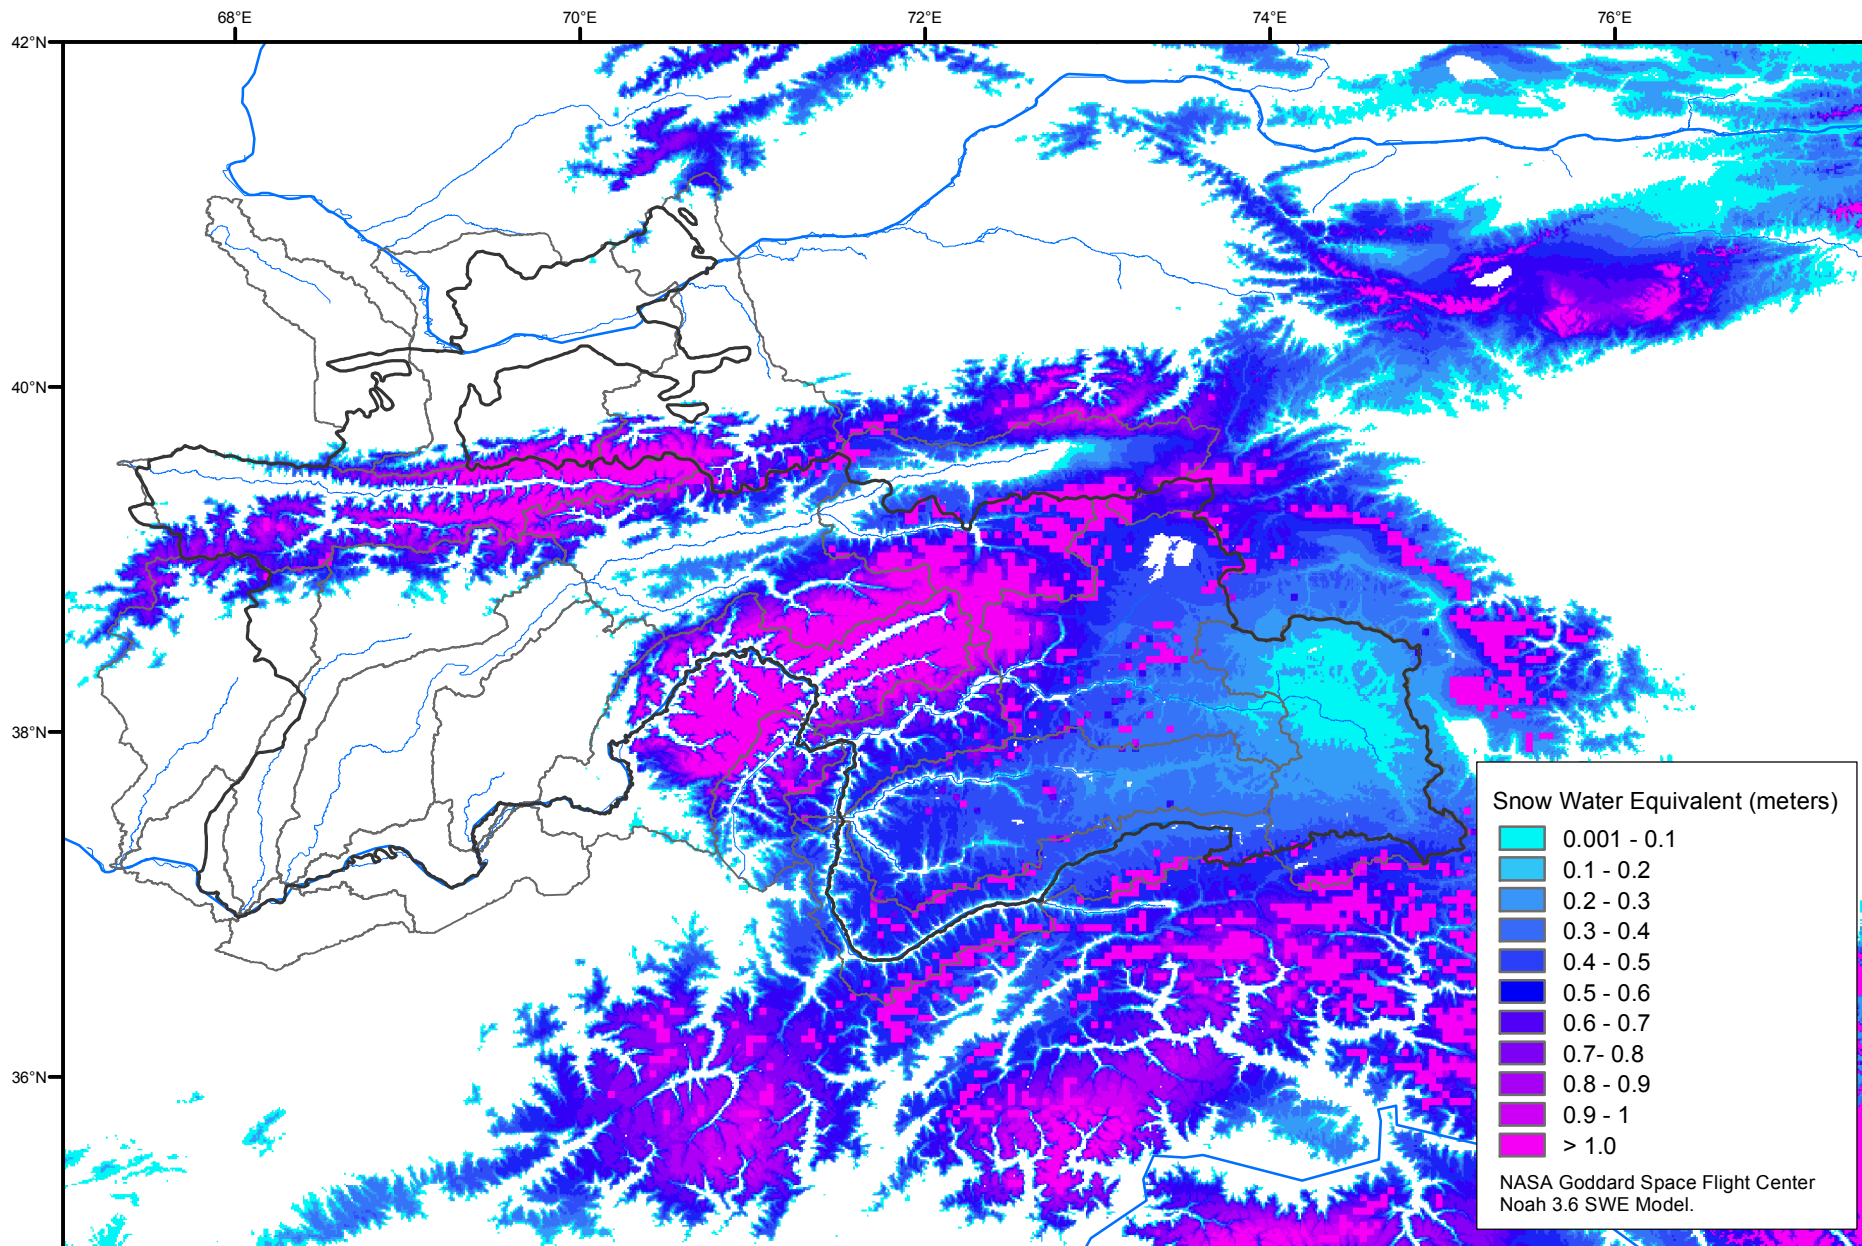 68°E 70°E 72°E 74°E 76°E
42°N
40°N
38°N
36°N
Snow Water Equivalent (meters)
0.001 - 0.1
0.1 - 0.2
0.2 - 0.3
0.3 - 0.4
0.4 - 0.5
0.5 - 0.6
0.6 - 0.7
0.7- 0.8
0.8 - 0.9
0.9 - 1
> 1.0
NASA Goddard Space Flight Center
Noah 3.6 SWE Model.